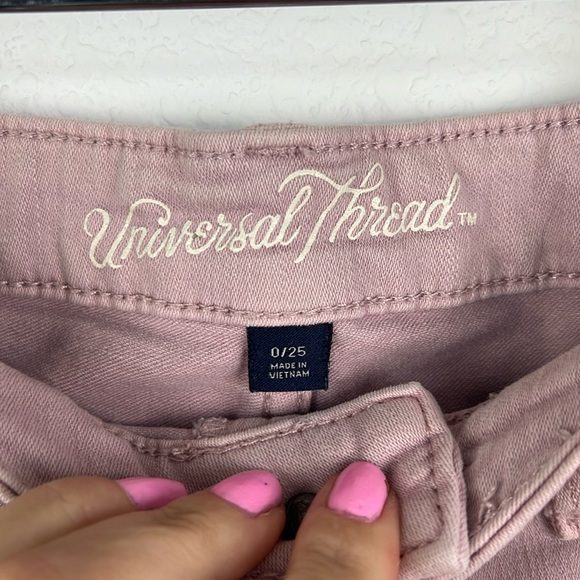 Universal Thread™
0/25
MADE IN
VIETNAM